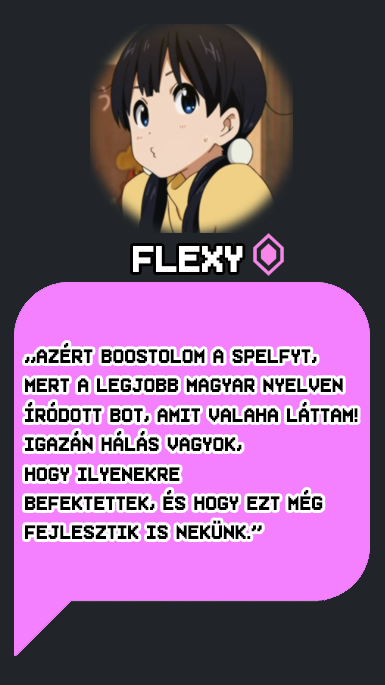 FLEXY
„AZÉRT BOOSTOLOM A SPELFYT,
MERT A LEGJOBB MAGYAR NYELVEN
ÍRÓDOTT BOT, AMIT VALAHA LÁTTAM!
IGAZÁN HÁLÁS VAGYOK,
HOGY ILYENEKRE
BEFEKTETTEK, ÉS HOGY EZT MÉG
FEJLESZTIK IS NEKÜNK.”